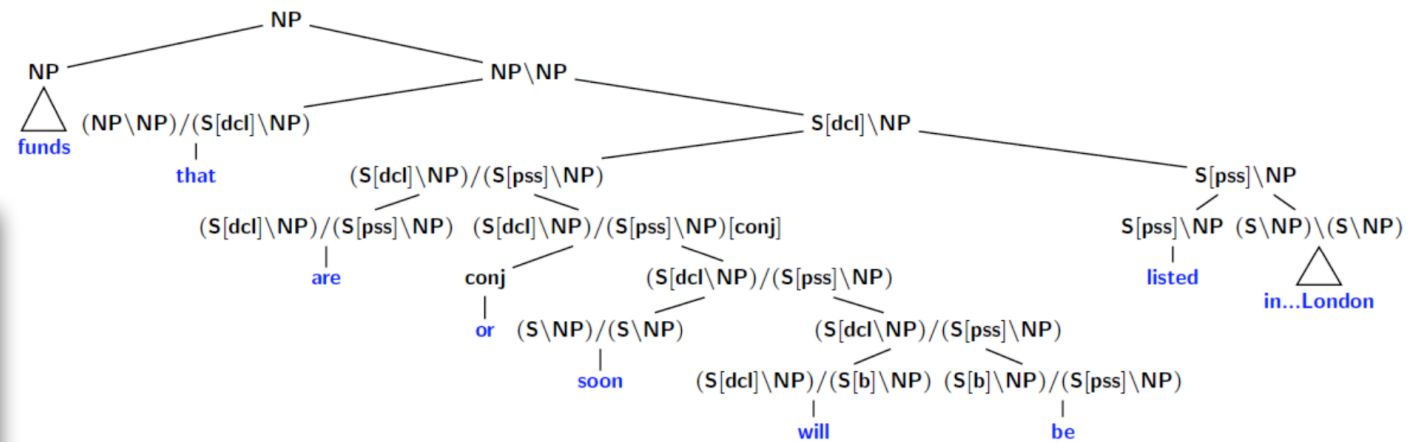 NP
NP NP\NP
(NP\NP)/(S[dcl]\NP) S[dcl]\NP
funds
that (S[dcl]\NP)/(S[pss]\NP) S[pss]\NP
(S[dcl]\NP)/(S[pss]\NP) (S[dcl]\NP)/(S[pss]\NP)[conj] S[pss]\NP (S\NP)\(S\NP)
are conj (S[dcl\NP)/(S[pss]\NP) listed
in...London
or (S\NP)/(S\NP) (S[dcl\NP)/(S[pss]\NP)
soon (S[dcl]\NP)/(S[b]\NP) (S[b]\NP)/(S[pss]\NP)
will be